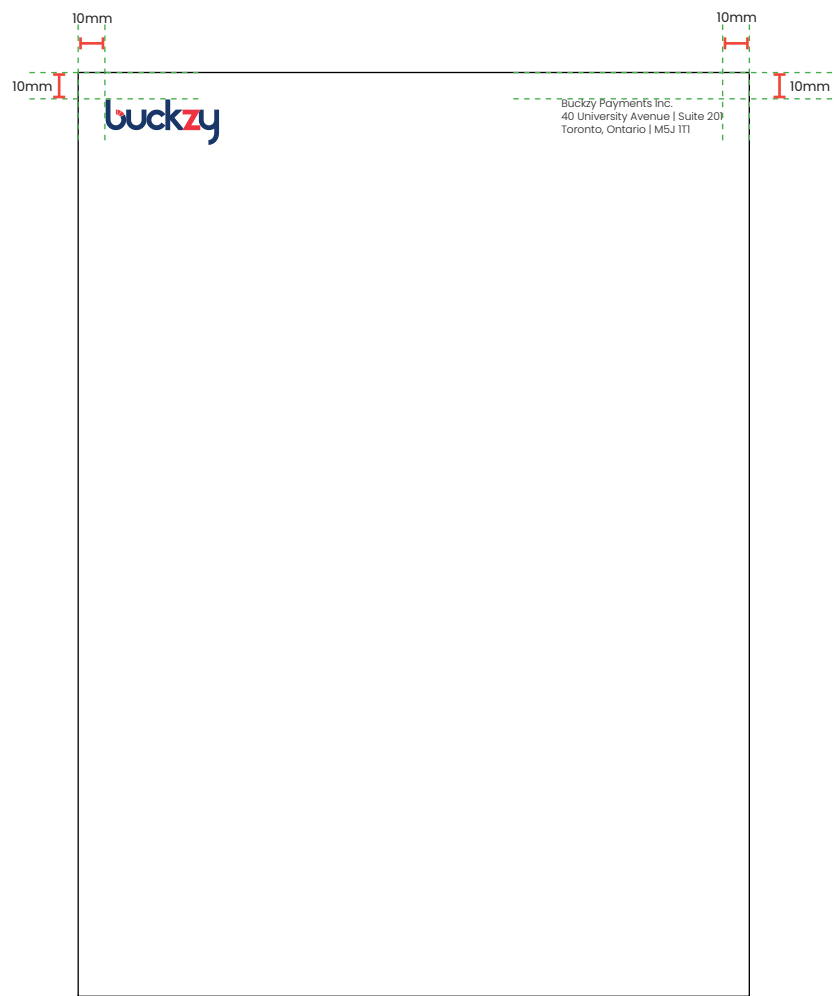 10mm
10mm
10mm
10mm
buckzy
Buckzy Payments Inc.
40 University Avenue | Suite 201
Toronto, Ontario | M5J 1T1